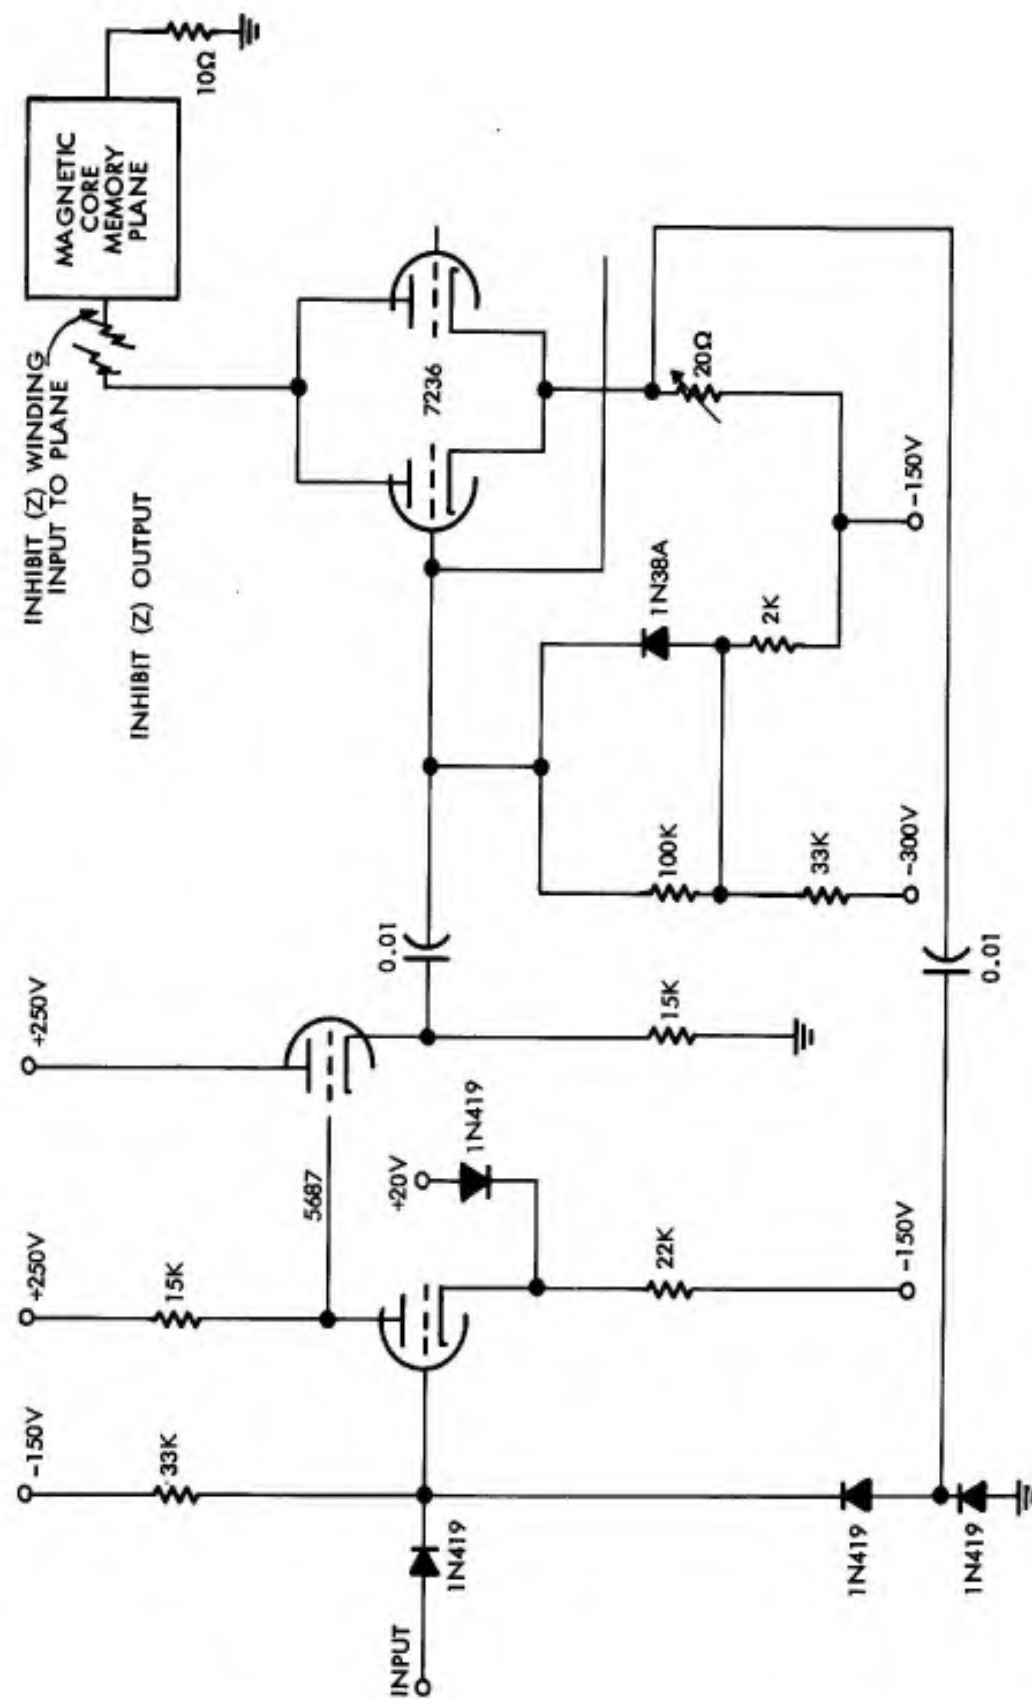 INPUT
1N419
-150V
33K
+250V
15K
5687
+250V
+20V
1N419
22K
-150V
15K
0.01
100K
33K
-300V
1N38A
2K
-150V
20Ω
7236
INHIBIT (Z) WINDING
INPUT TO PLANE
INHIBIT (Z) OUTPUT
MAGNETIC
CORE
MEMORY
PLANE
10Ω
1N419
1N419
0.01